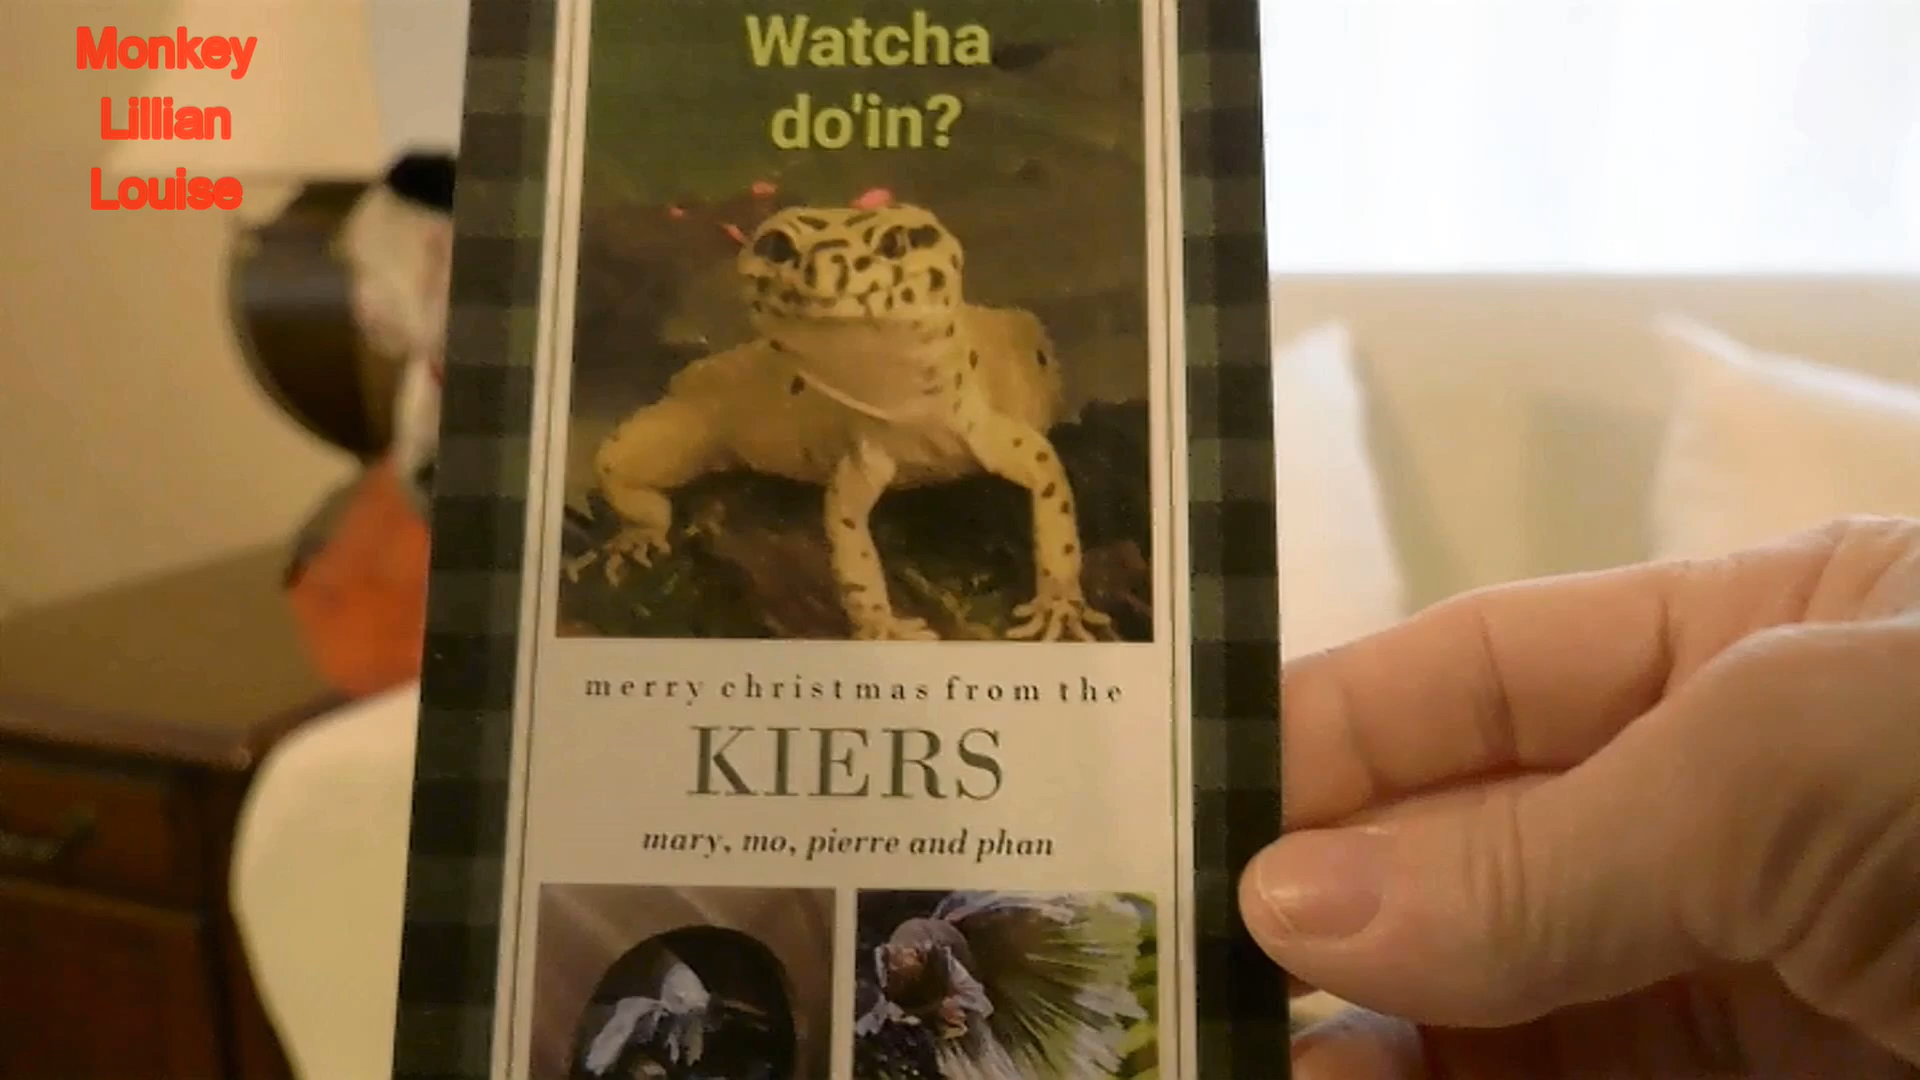 Monkey
Lillian
Louise
Watcha
do'in?
merry christmas from the
KIERS
mary, mo, pierre and phan